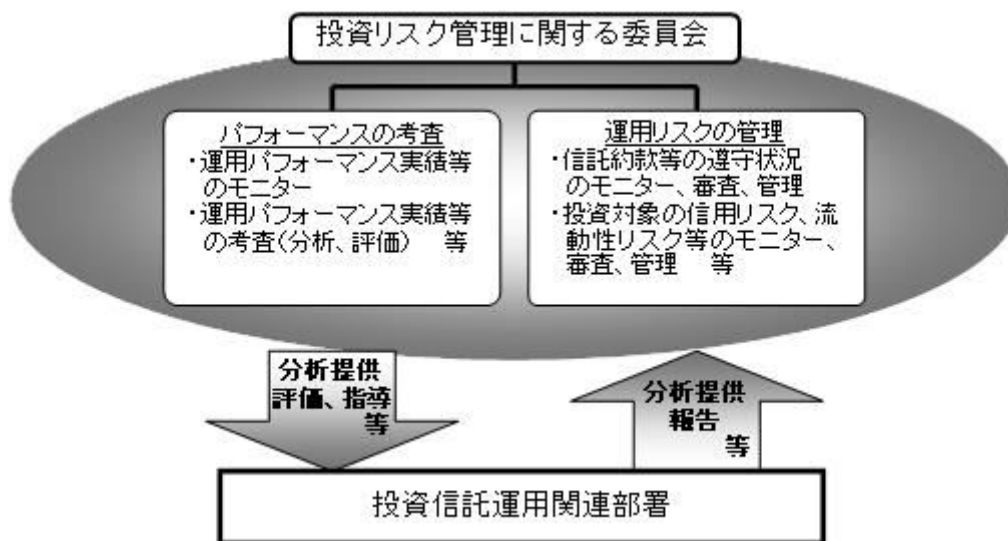 投資リスク管理に関する委員会
パフォーマンスの考査
・運用パフォーマンス実績等
のモニター
・運用パフォーマンス実績等
の考査(分析、評価) 等
運用リスクの管理
・信託約款等の遵守状況
のモニター、審査、管理
・投資対象の信用リスク、流
動性リスク等のモニター、
審査、管理 等
分析提供
評価、指導
等
分析提供
報告
等
投資信託運用関連部署